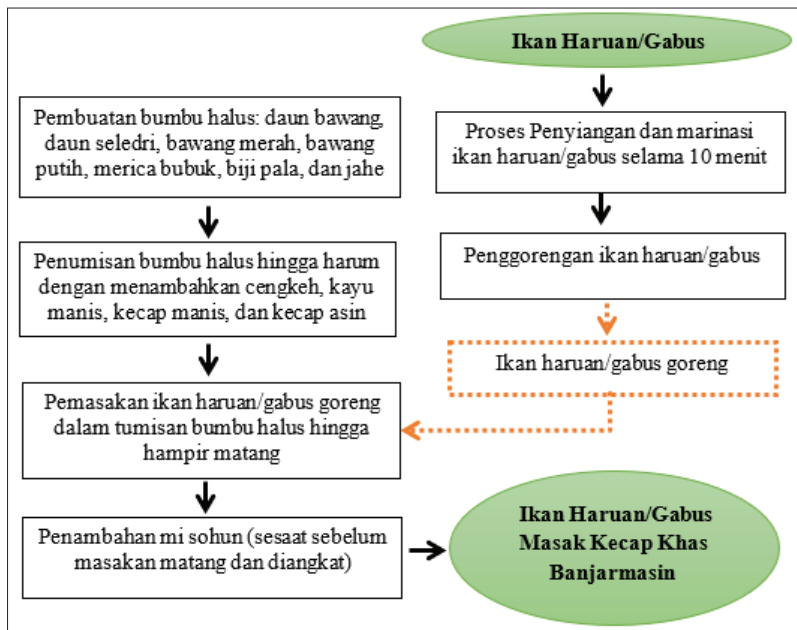 Ikan Haruan/Gabus
Proses Penyiangan dan marinasi
ikan haruan/gabus selama 10 menit
Penggorengan ikan haruan/gabus
Ikan haruan/gabus goreng
Pembuatan bumbu halus: daun bawang,
daun seledri, bawang merah, bawang
putih, merica bubuk, biji pala, dan jahe
Penumisan bumbu halus hingga harum
dengan menambahkan cengkeh, kayu
manis, kecap manis, dan kecap asin
Pemasakan ikan haruan/gabus goreng
dalam tumisan bumbu halus hingga
hampir matang
Penambahan mi sohun (sesaat sebelum
masakan matang dan diangkat)
Ikan Haruan/Gabus
Masak Kecap Khas
Banjarmasin